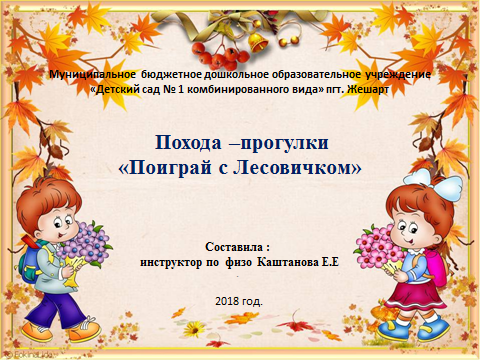 Муниципальное бюджетное дошкольное образовательное учреждение
«Детский сад № 1 комбинированного вида» пгт. Жешарт
Похода –прогулки
«Поиграй с Лесовичком»
Составила :
инструктор по физо Каштанова Е.Е
2018 год.